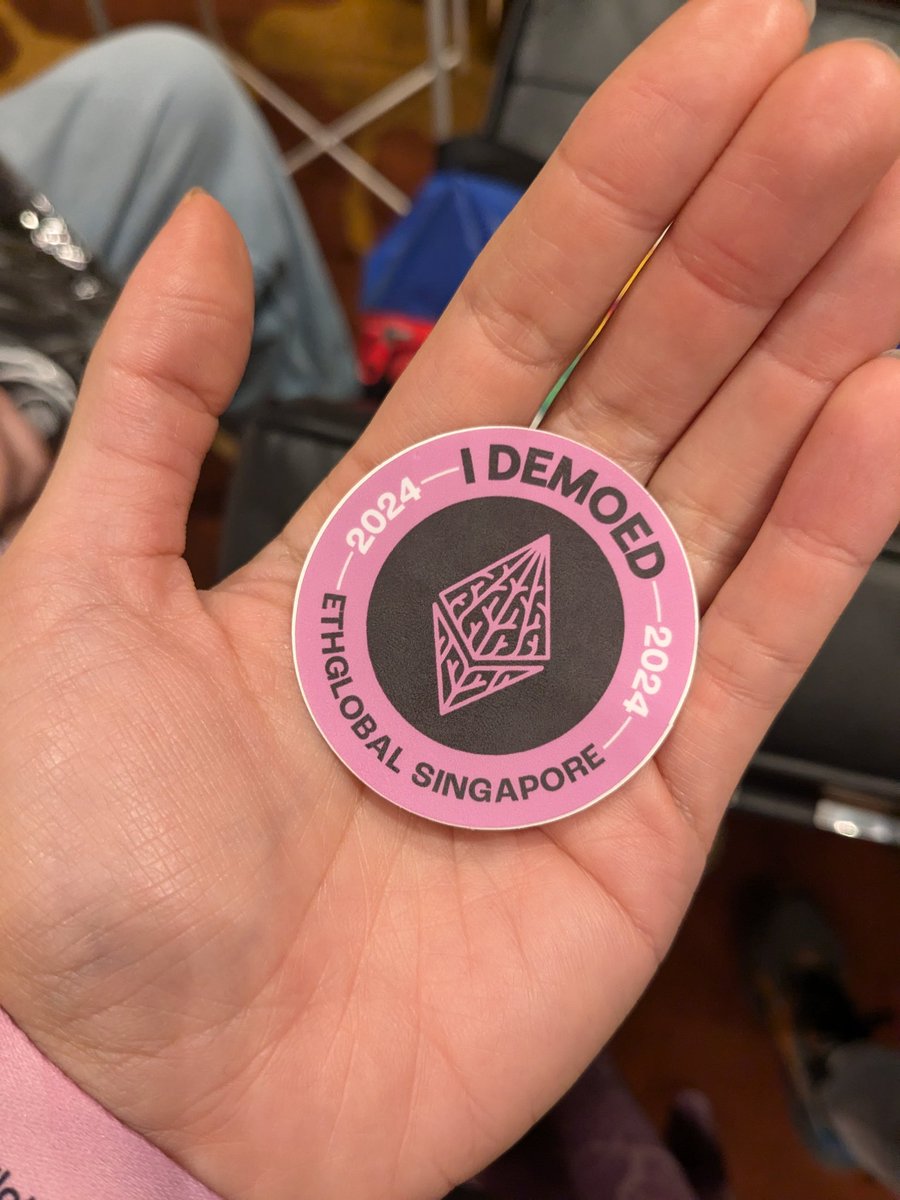 I DEMOED
2024
ETHGLOBAL SINGAPORE
2024